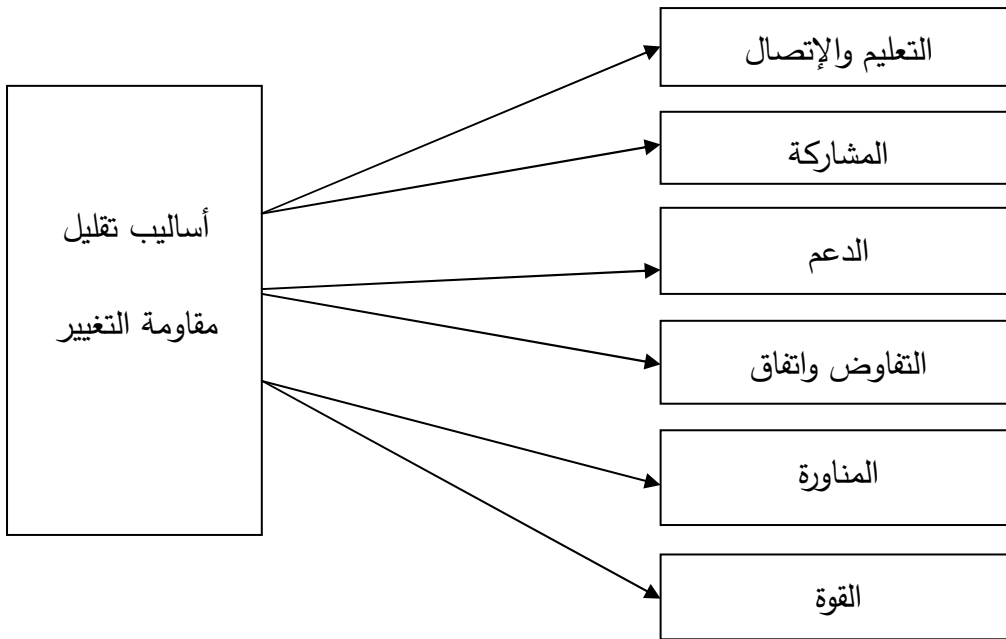 أساليب تقليل
مقاومة التغيير
التعليم والإتصال
المشاركة
الدعم
التفاوض واتفاق
المناورة
القوة